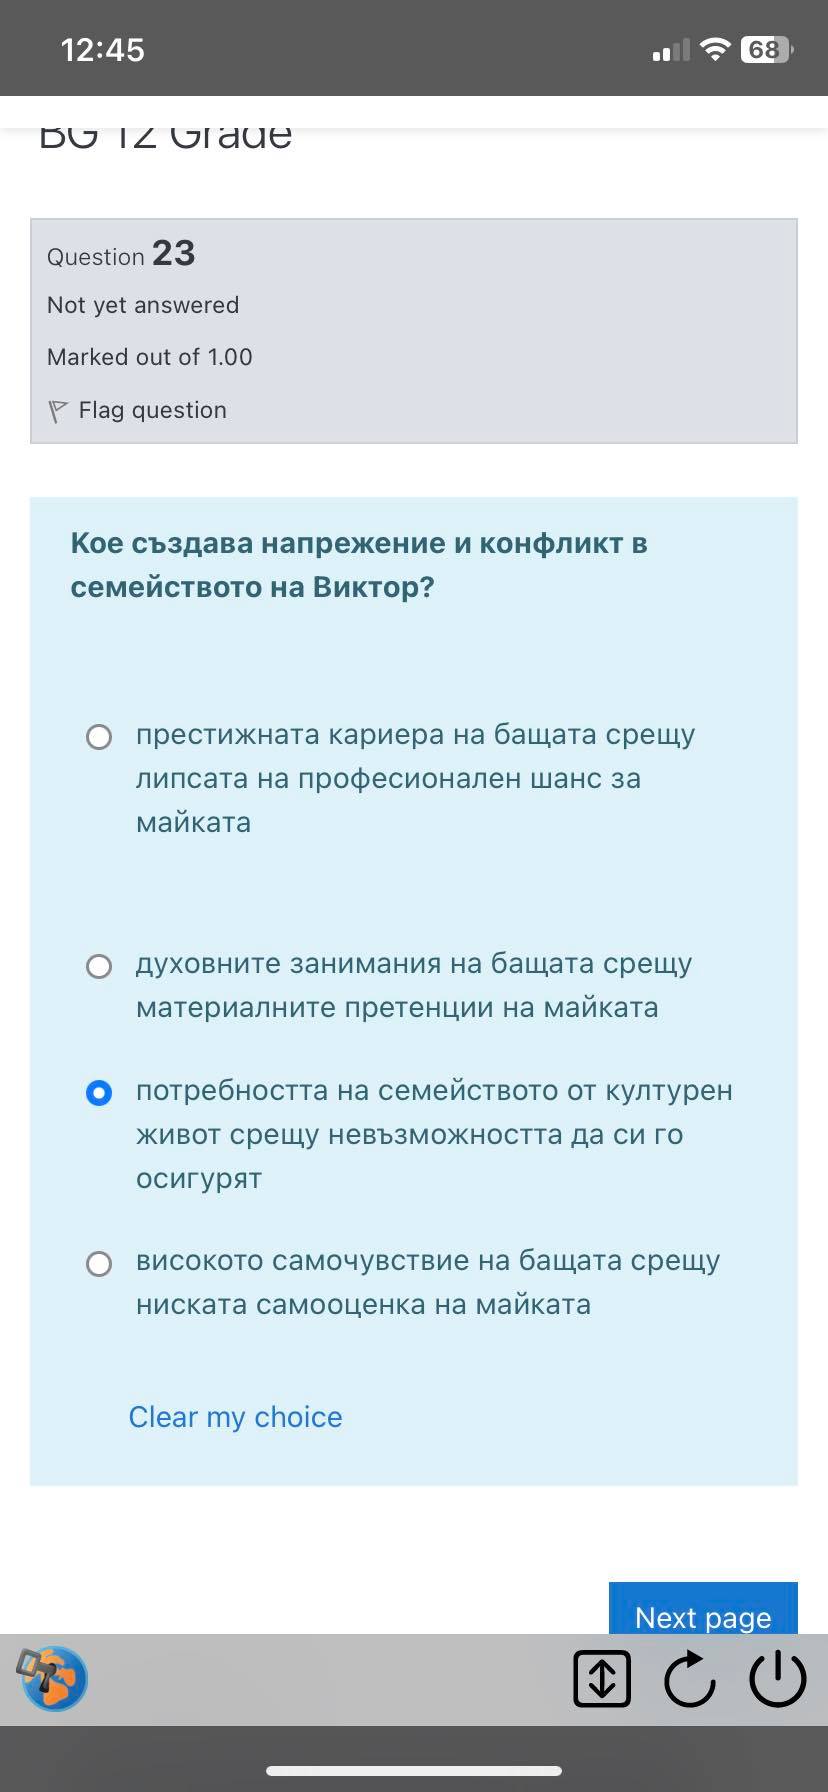 12:45
68
BG 12 Grade
Question 23
Not yet answered
Marked out of 1.00
Flag question
Кое създава напрежение и конфликт в
семейството на Виктор?
престижната кариера на бащата срещу
липсата на професионален шанс за
майката
духовните занимания на бащата срещу
материалните претенции на майката
потребността на семейството от културен
живот срещу невъзможността да си го
осигурят
високото самочувствие на бащата срещу
ниската самооценка на майката
Clear my choice
Next page